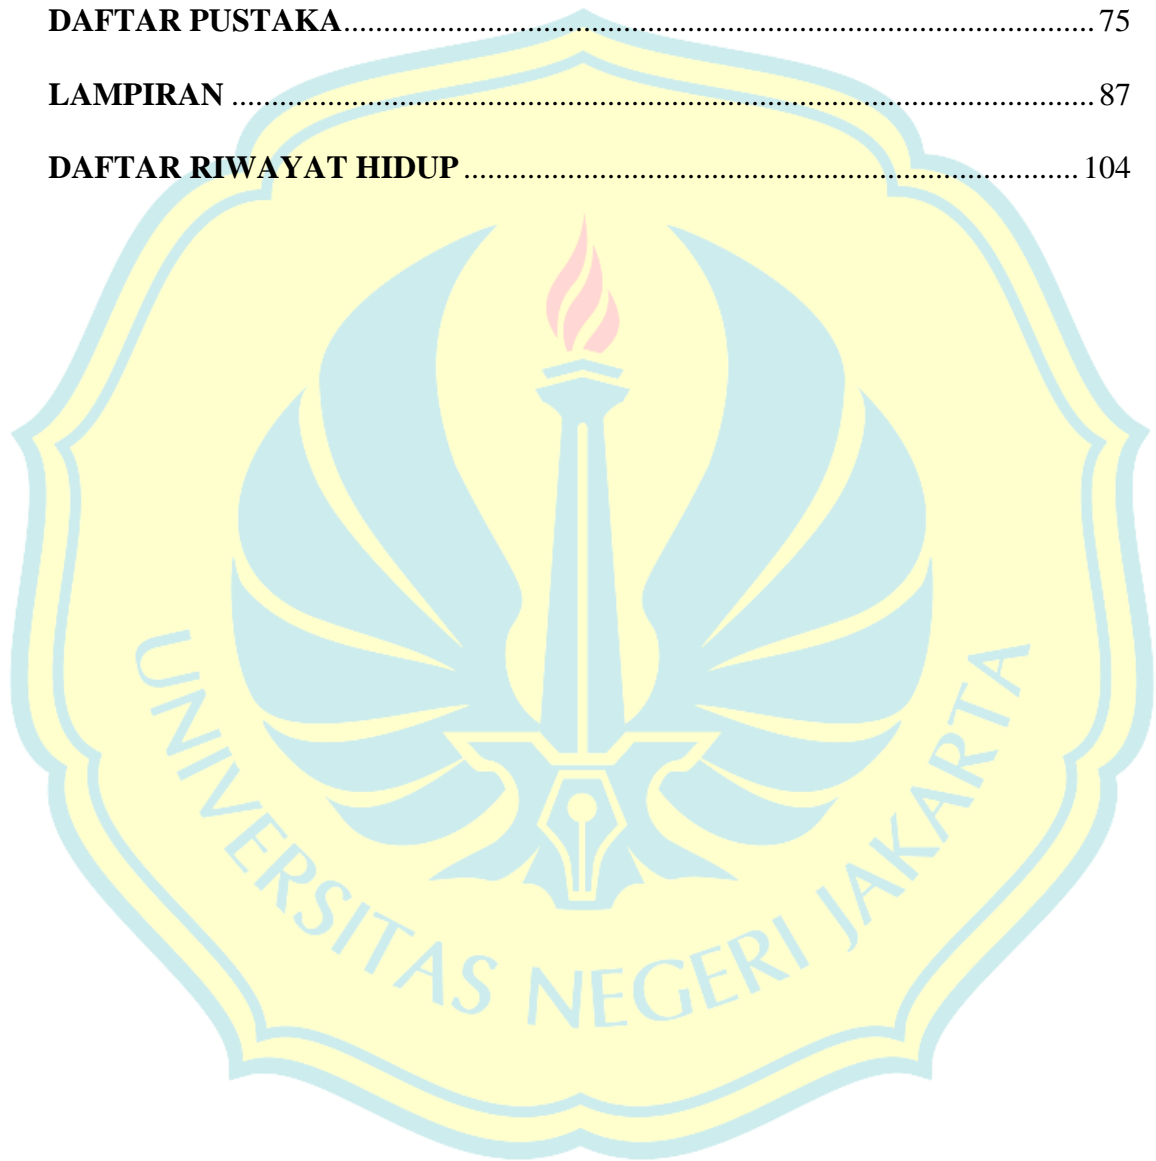 DAFTAR PUSTAKA.............................................................................................. 75
LAMPIRAN ............................................................................................................ 87
DAFTAR RIWAYAT HIDUP ............................................................................. 104
UNIVERSITAS NEGERI JAKARTA